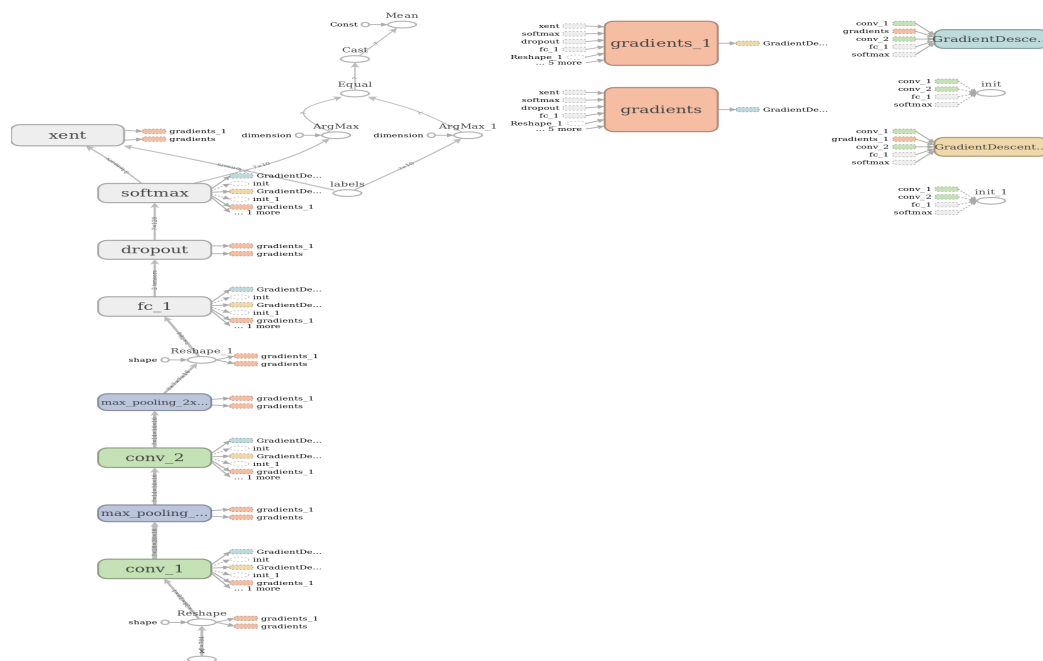 Mean
Const
Cast
Equal
dimension
ArgMax
dimension
ArgMax_1
xent
gradients_1
gradients
labels
softmax
GradientDe...
init
GradientDe...
init_1
gradients_1
... 1 more
dropout
gradients_1
gradients
fc_1
GradientDe...
init
GradientDe...
init_1
gradients_1
... 1 more
Reshape_1
shape
gradients_1
gradients
max_pooling_2x...
gradients_1
gradients
conv_2
GradientDe...
init
GradientDe...
init_1
gradients_1
... 1 more
max_pooling_...
gradients_1
gradients
conv_1
GradientDe...
init
GradientDe...
init_1
gradients_1
... 1 more
Reshape
shape
gradients_1
gradients
xent
softmax
dropout
fc_1
Reshape_1
... 5 more
gradients_1
GradientDe...
xent
softmax
dropout
fc_1
Reshape_1
... 5 more
gradients
GradientDe...
conv_1
gradients
conv_2
fc_1
softmax
GradientDesce...
conv_1
conv_2
fc_1
softmax
init
conv_1
gradients_1
conv_2
fc_1
softmax
GradientDescent...
conv_1
conv_2
fc_1
softmax
init_1